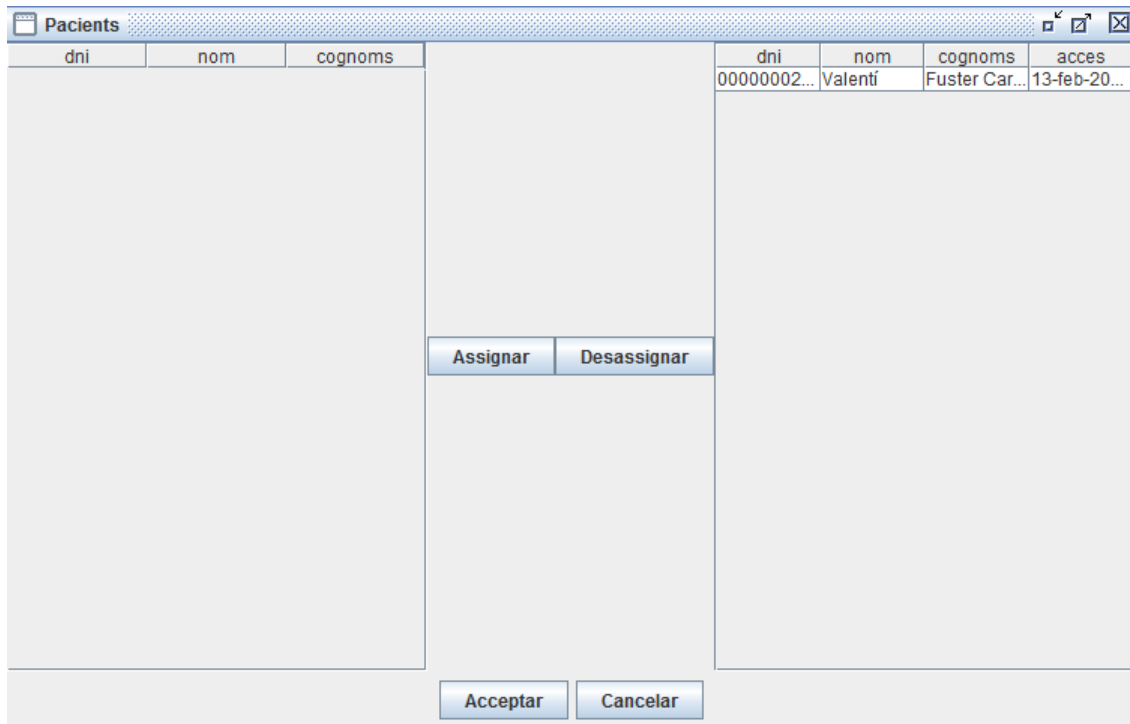 Pacients
dni nom cognoms
dni nom cognoms acces
00000002... Valentí Fuster Car... 13-feb-20...
Assignar Desassignar
Acceptar Cancelar